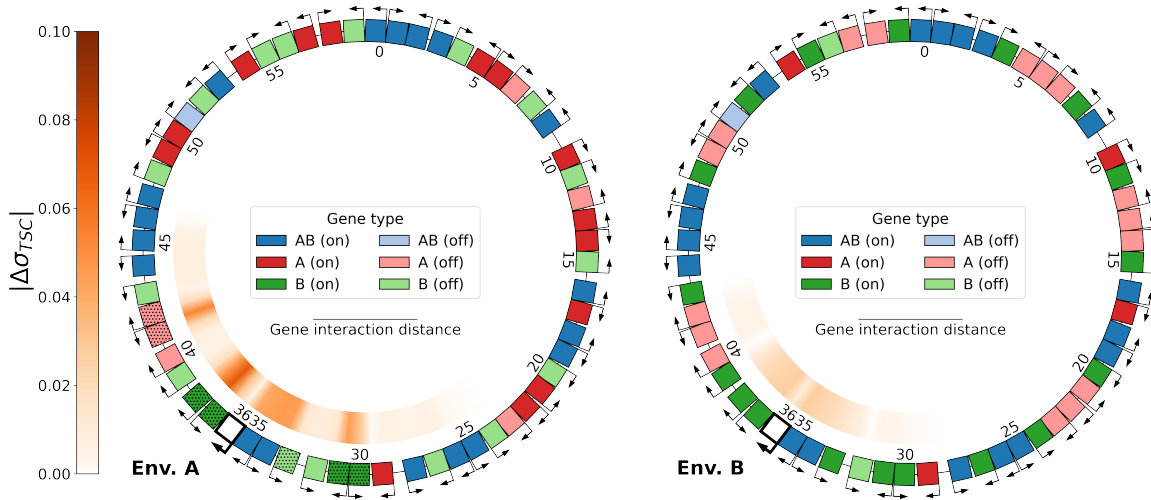 0.10
0.08
0.06
0.04
0.02
0.00
|Δσ_TSC|
0
5
10
15
20
25
30
35
36
40
45
50
55
Gene type
AB (on)
AB (off)
A (on)
A (off)
B (on)
B (off)
Gene interaction distance
Env. A
0
5
10
15
20
25
30
35
36
40
45
50
55
Gene type
AB (on)
AB (off)
A (on)
A (off)
B (on)
B (off)
Gene interaction distance
Env. B